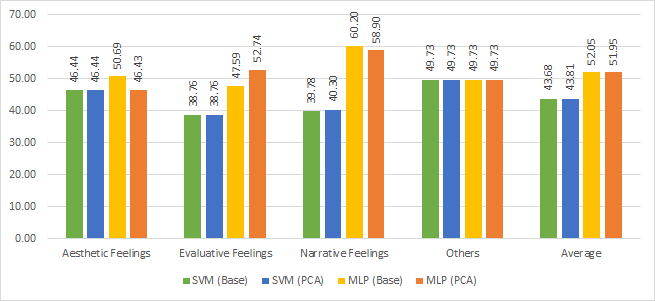 70.00
60.00
50.00
40.00
30.00
20.00
10.00
0.00
46.44 46.44 50.69 46.43
38.76 38.76 47.59 52.74
39.78 40.30 60.20 58.90
49.73 49.73 49.73 49.73
43.68 43.81 52.05 51.95
Aesthetic Feelings Evaluative Feelings Narrative Feelings Others Average
SVM (Base) SVM (PCA) MLP (Base) MLP (PCA)